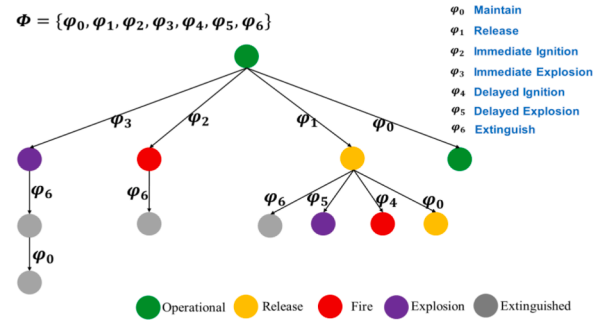 Φ = {φ₀, φ₁, φ₂, φ₃, φ₄, φ₅, φ₆}
φ₀ Maintain
φ₁ Release
φ₂ Immediate Ignition
φ₃ Immediate Explosion
φ₄ Delayed Ignition
φ₅ Delayed Explosion
φ₆ Extinguish
φ₃ φ₂ φ₁ φ₀
φ₆ φ₆ φ₆ φ₅ φ₄ φ₀
φ₀
Operational Release Fire Explosion Extinguished